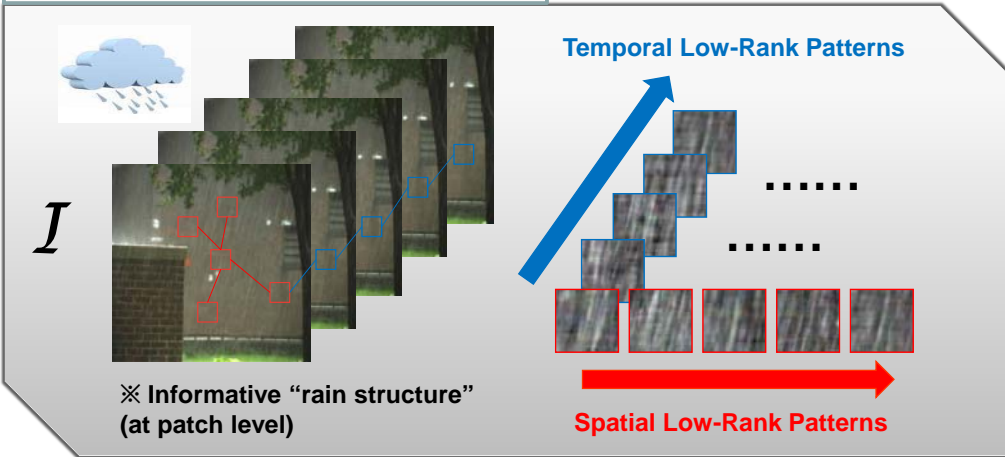 Temporal Low-Rank Patterns
I
......
......
※ Informative “rain structure”
(at patch level)
Spatial Low-Rank Patterns